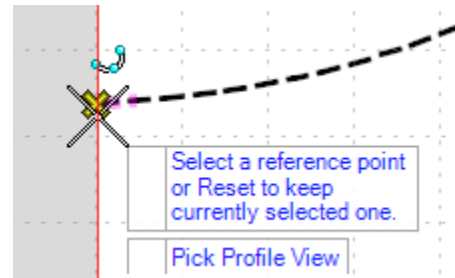 Select a reference point
or Reset to keep
currently selected one.
Pick Profile View